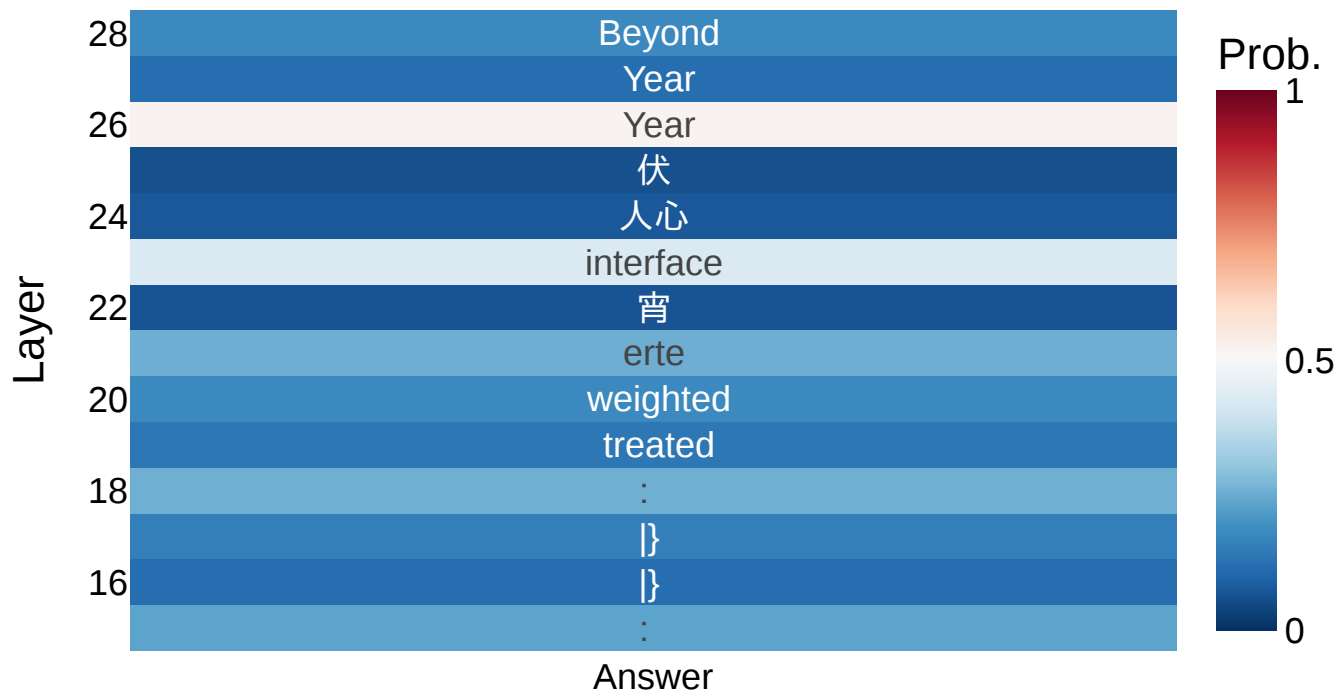 28 Beyond
Year
26 Year
伏
24 人心
interface
22 宵
erte
20 weighted
treated
18 :
|}
16 |}
:
Layer
Answer
Prob.
1
0.5
0